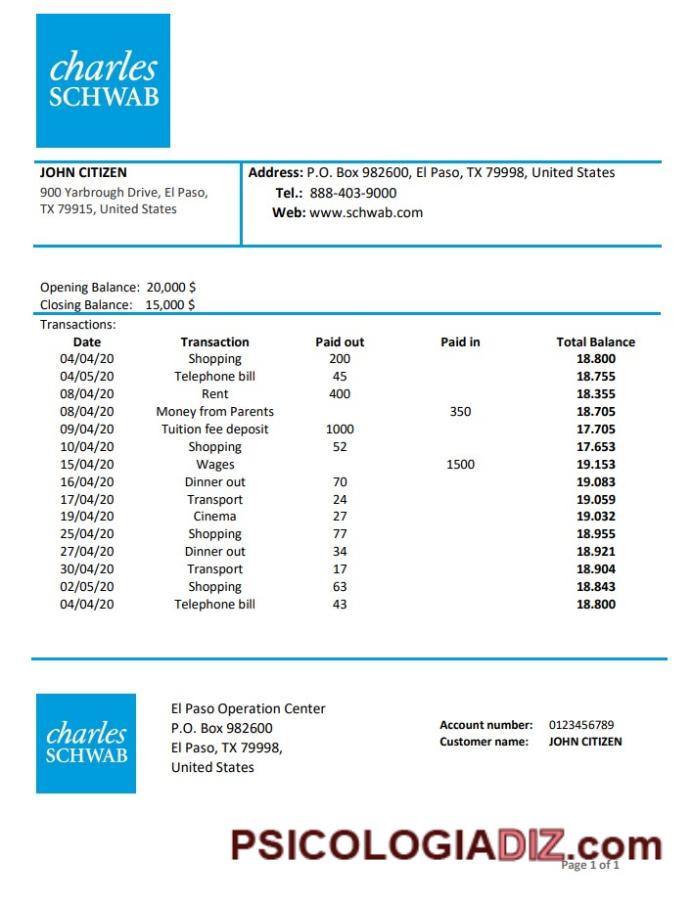 charles
SCHWAB
JOHN CITIZEN
900 Yarbrough Drive, El Paso,
TX 79915, United States
Address: P.O. Box 982600, El Paso, TX 79998, United States
Tel.: 888-403-9000
Web: www.schwab.com
Opening Balance: 20,000 $
Closing Balance: 15,000 $
Transactions:
Date Transaction Paid out Paid in Total Balance
04/04/20 Shopping 200 18.800
04/05/20 Telephone bill 45 18.755
08/04/20 Rent 400 18.355
08/04/20 Money from Parents 350 18.705
09/04/20 Tuition fee deposit 1000 17.705
10/04/20 Shopping 52 17.653
15/04/20 Wages 1500 19.153
16/04/20 Dinner out 70 19.083
17/04/20 Transport 24 19.059
19/04/20 Cinema 27 19.032
25/04/20 Shopping 77 18.955
27/04/20 Dinner out 34 18.921
30/04/20 Transport 17 18.904
02/05/20 Shopping 63 18.843
04/04/20 Telephone bill 43 18.800
charles
SCHWAB
El Paso Operation Center
P.O. Box 982600
El Paso, TX 79998,
United States
Account number: 0123456789
Customer name: JOHN CITIZEN
PSICOLOGIADIZ.com
Page 1 of 1